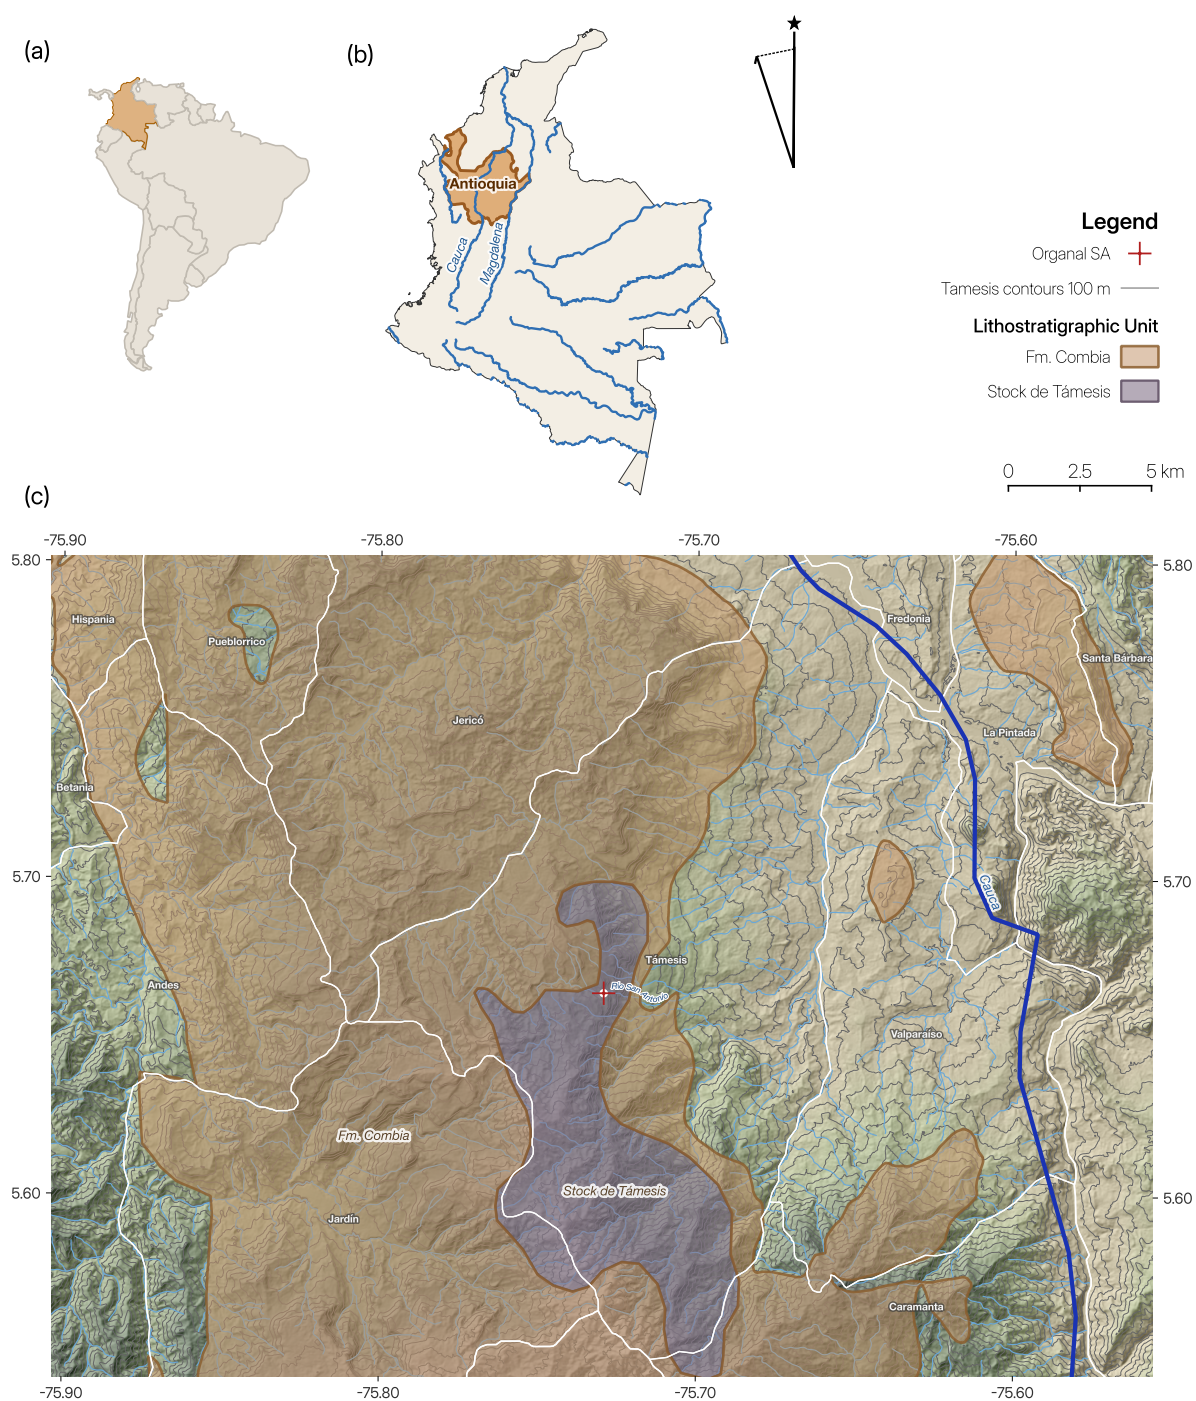 (a)
(b)
Antioquia
Cauca
Magdalena
Legend
Organal SA
Tamesis contours 100 m
Lithostratigraphic Unit
Fm. Combia
Stock de Támesis
0 2.5 5 km
(c)
-75.90 -75.80 -75.70 -75.60
5.80 5.80
Hispania
Fredonia
Pueblorrico
Santa Bárbara
Jericó
La Pintada
Betania
5.70 5.70
Cauca
Támesis
Andes
Río San Antonio
Valparaíso
Fm. Combia
Stock de Támesis
5.60 5.60
Jardín
Caramanta
-75.90 -75.80 -75.70 -75.60